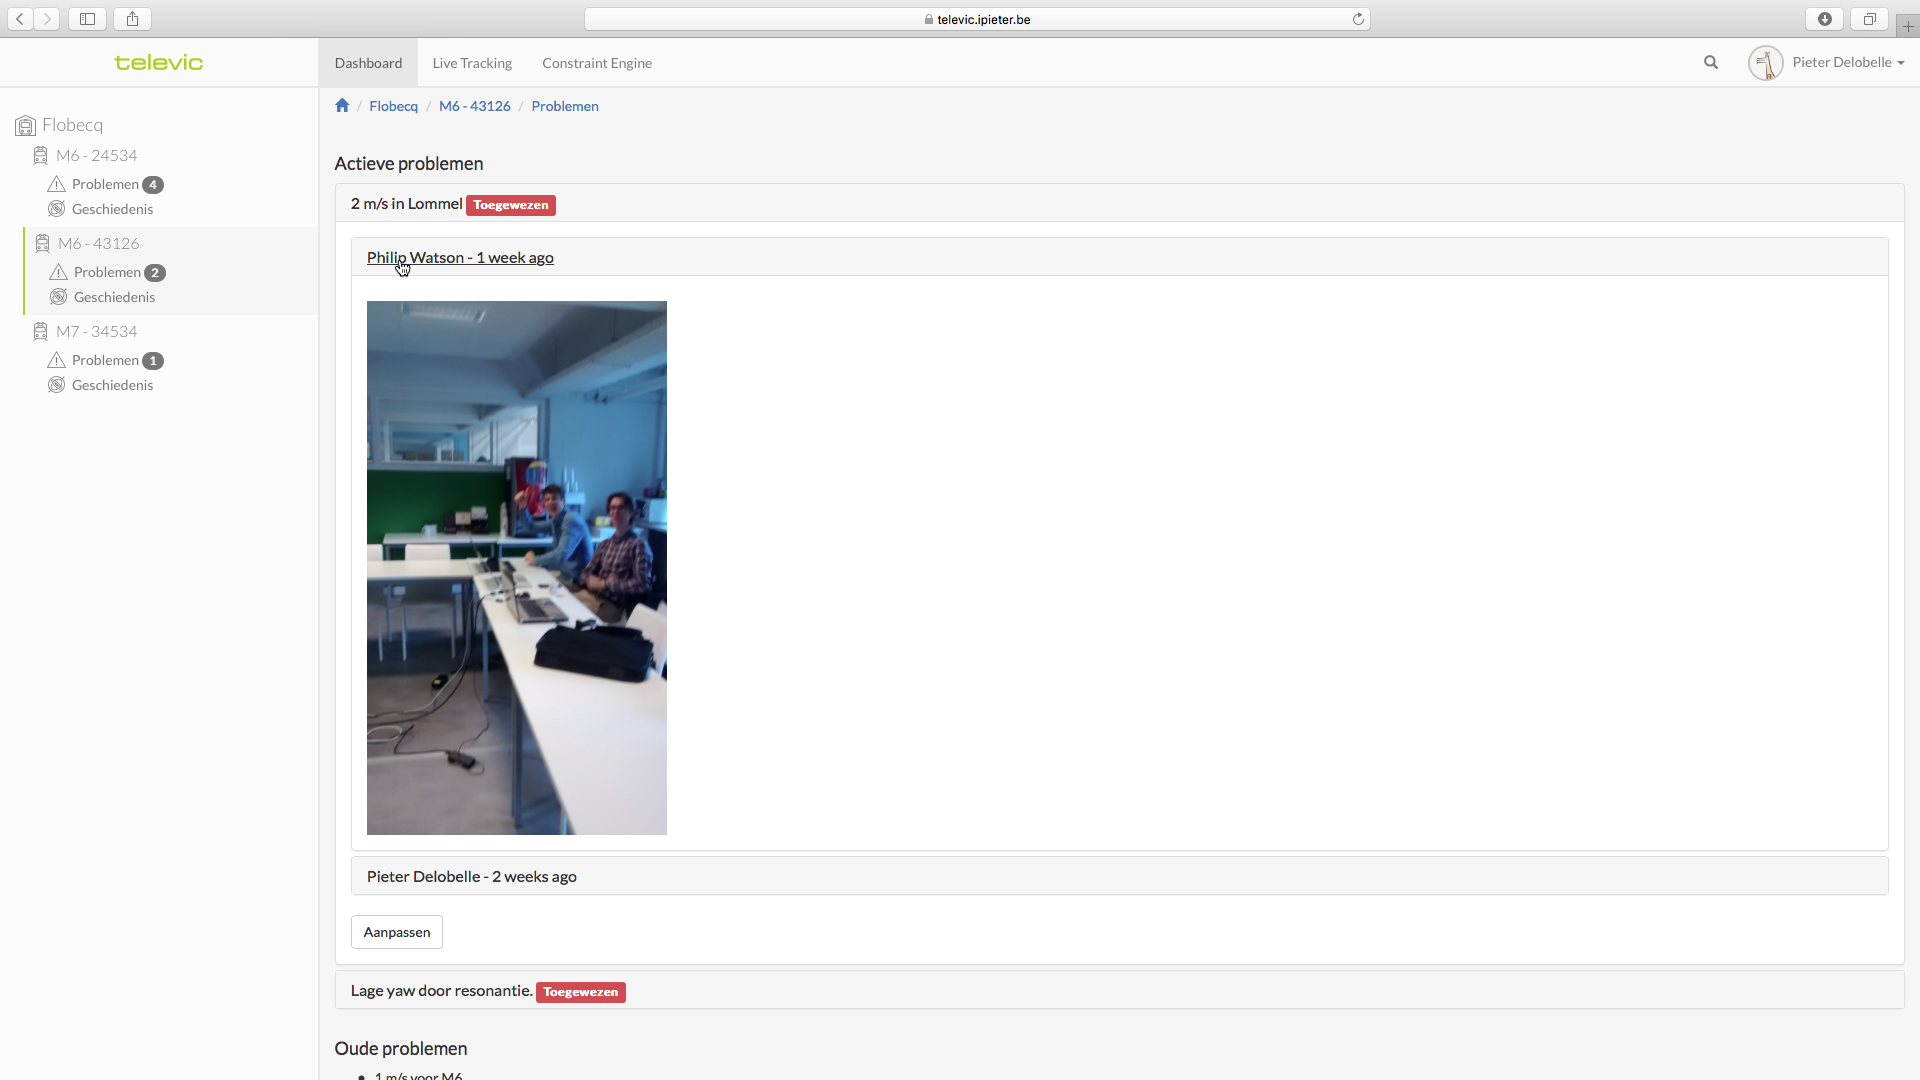 televic.ipieter.be
televic
Dashboard
Live Tracking
Constraint Engine
Pieter Delobelle
Flobecq / M6 - 43126 / Problemen
Flobecq
M6 - 24534
Problemen 4
Geschiedenis
M6 - 43126
Problemen 2
Geschiedenis
M7 - 34534
Problemen 1
Geschiedenis
Actieve problemen
2 m/s in Lommel Toegewezen
Philip Watson - 1 week ago
Pieter Delobelle - 2 weeks ago
Aanpassen
Lage yaw door resonantie. Toegewezen
Oude problemen
1 m/s voor M6